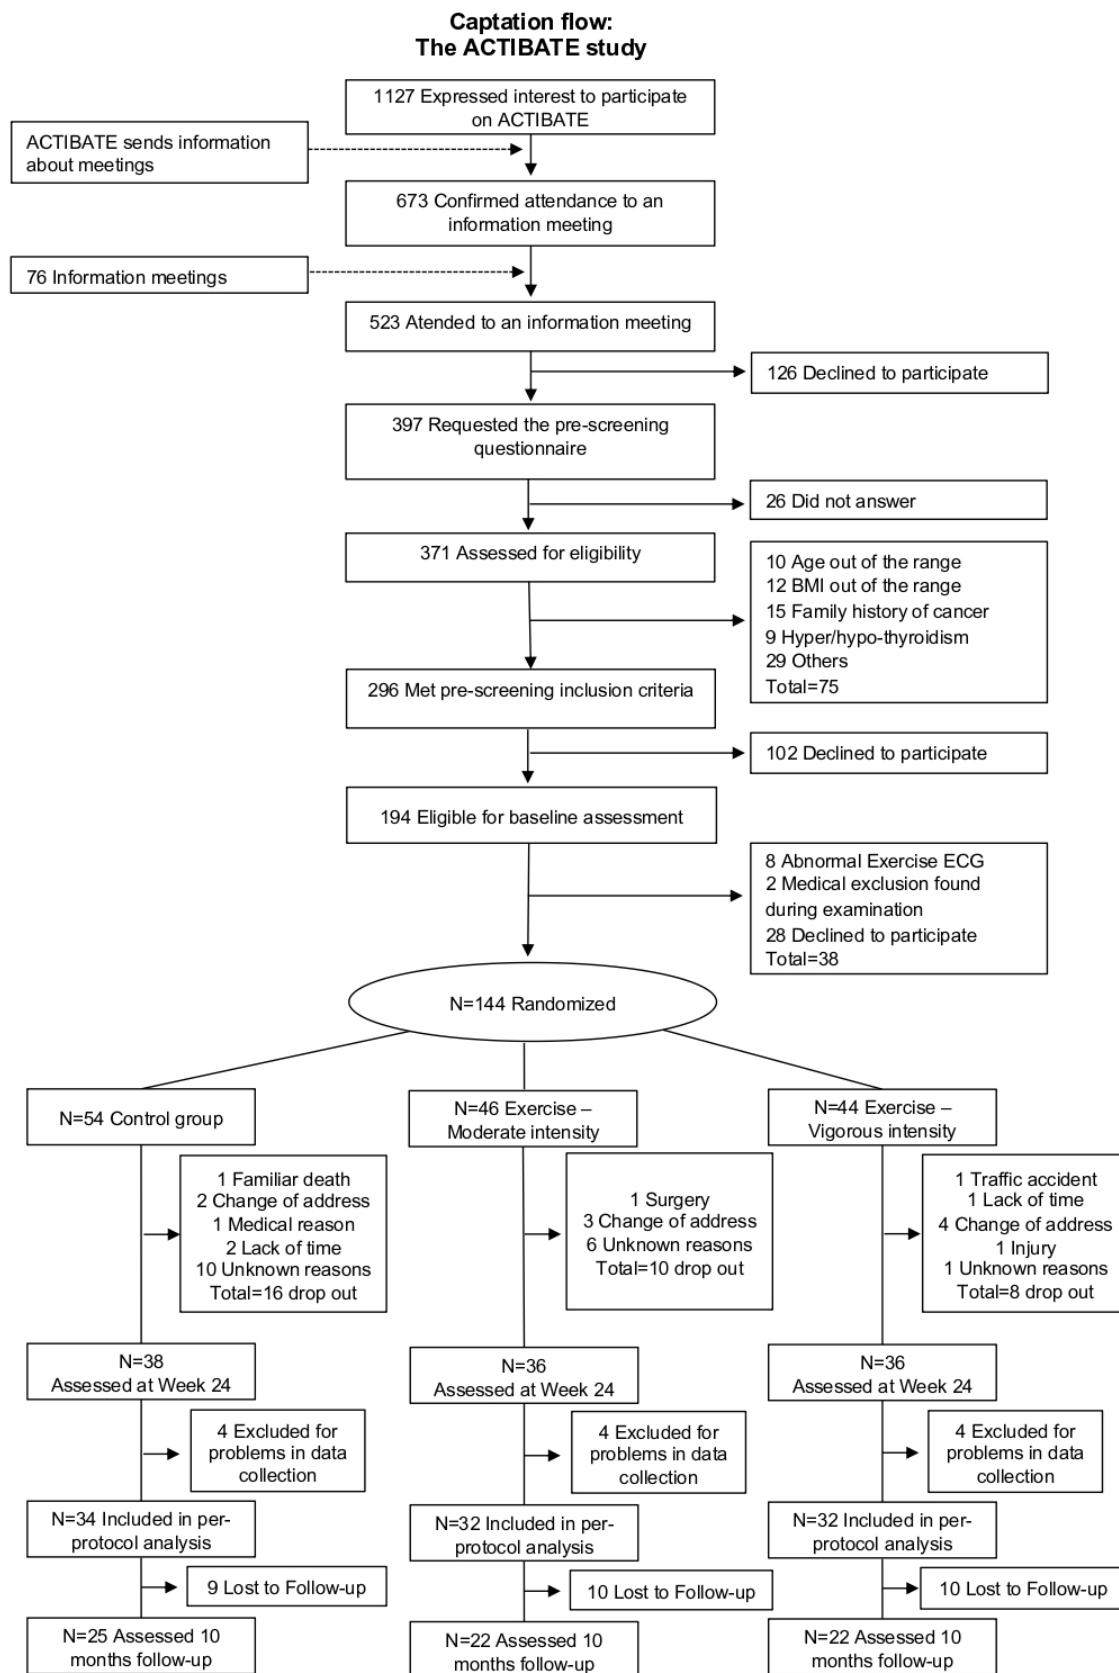 Captation flow:
The ACTIBATE study
1127 Expressed interest to participate
on ACTIBATE
ACTIBATE sends information
about meetings
673 Confirmed attendance to an
information meeting
76 Information meetings
523 Atended to an information meeting
126 Declined to participate
397 Requested the pre-screening
questionnaire
26 Did not answer
371 Assessed for eligibility
10 Age out of the range
12 BMI out of the range
15 Family history of cancer
9 Hyper/hypo-thyroidism
29 Others
Total=75
296 Met pre-screening inclusion criteria
102 Declined to participate
194 Eligible for baseline assessment
8 Abnormal Exercise ECG
2 Medical exclusion found
during examination
28 Declined to participate
Total=38
N=144 Randomized
N=54 Control group
N=46 Exercise –
Moderate intensity
N=44 Exercise –
Vigorous intensity
1 Familiar death
2 Change of address
1 Medical reason
2 Lack of time
10 Unknown reasons
Total=16 drop out
1 Surgery
3 Change of address
6 Unknown reasons
Total=10 drop out
1 Traffic accident
1 Lack of time
4 Change of address
1 Injury
1 Unknown reasons
Total=8 drop out
N=38
Assessed at Week 24
N=36
Assessed at Week 24
N=36
Assessed at Week 24
4 Excluded for
problems in data
collection
4 Excluded for
problems in data
collection
4 Excluded for
problems in data
collection
N=34 Included in per-
protocol analysis
N=32 Included in per-
protocol analysis
N=32 Included in per-
protocol analysis
9 Lost to Follow-up
10 Lost to Follow-up
10 Lost to Follow-up
N=25 Assessed 10
months follow-up
N=22 Assessed 10
months follow-up
N=22 Assessed 10
months follow-up